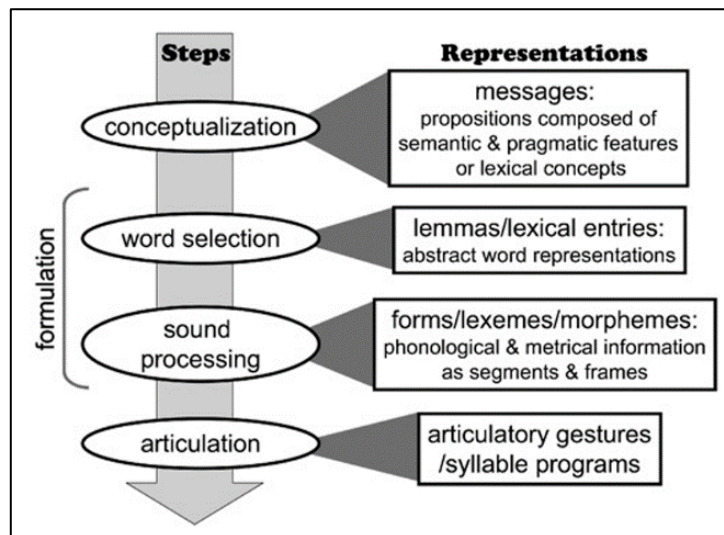 Steps
Representations
conceptualization
messages:
propositions composed of
semantic & pragmatic features
or lexical concepts
formulation
word selection
lemmas/lexical entries:
abstract word representations
sound
processing
forms/lexemes/morphemes:
phonological & metrical information
as segments & frames
articulation
articulatory gestures
/syllable programs